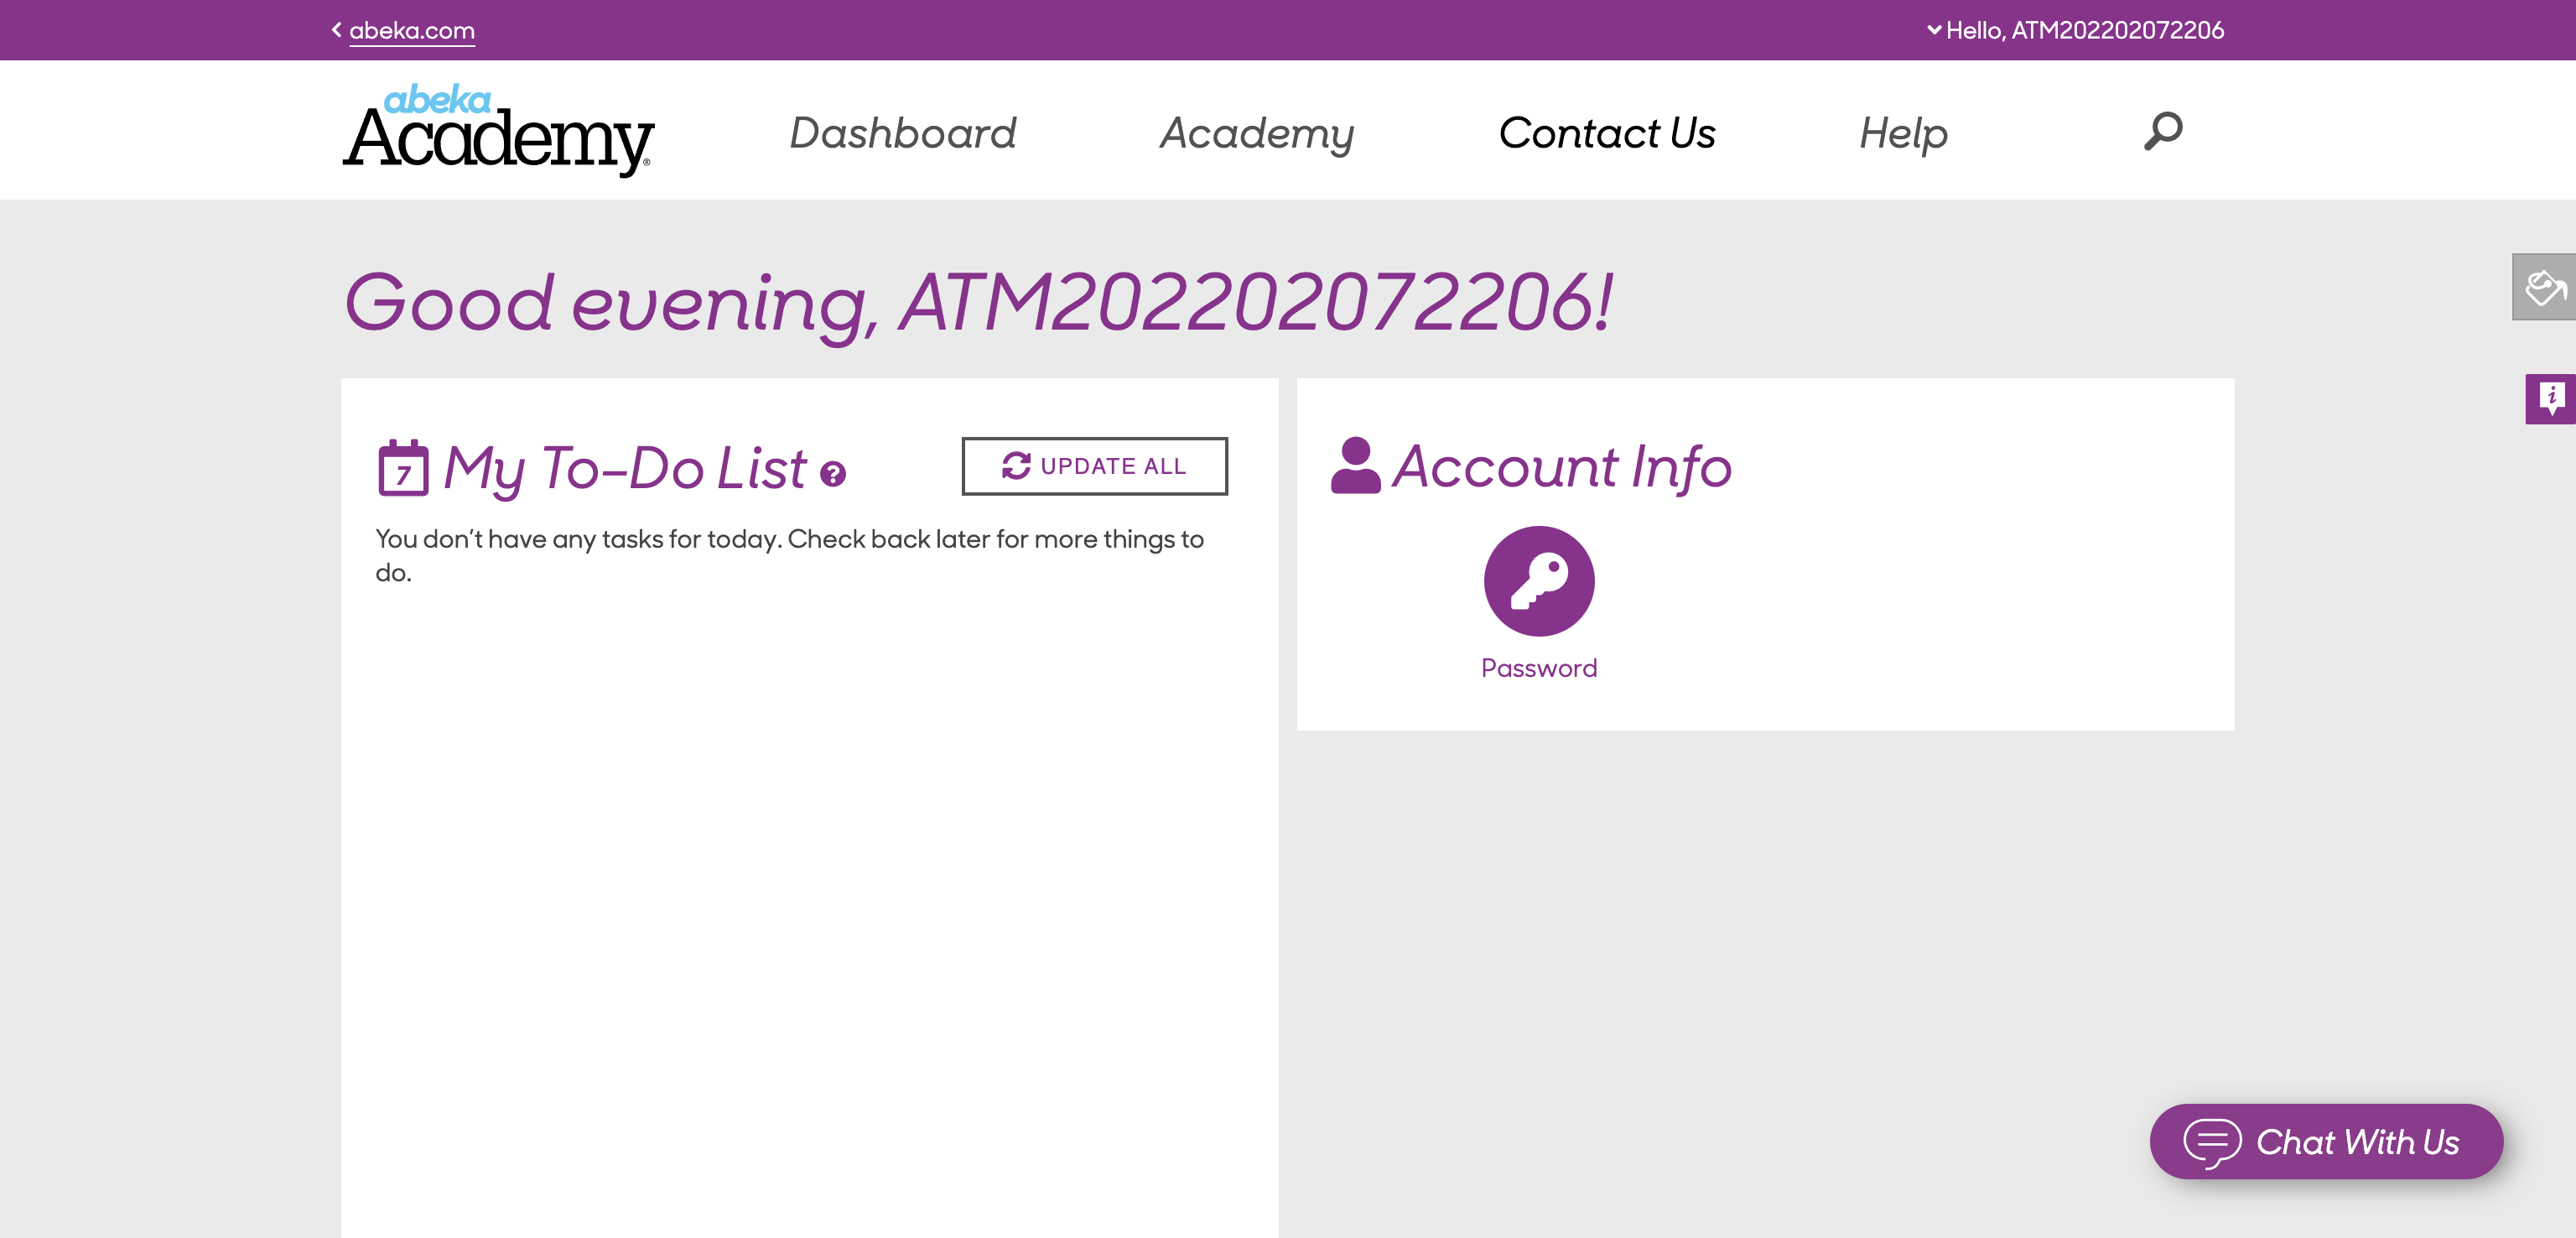 abeka.com
Hello, ATM202202072206
abeka
Academy®
Dashboard
Academy
Contact Us
Help
Good evening, ATM202202072206!
7
My To-Do List
?
UPDATE ALL
You don't have any tasks for today. Check back later for more things to
do.
Account Info
Password
i
Chat With Us